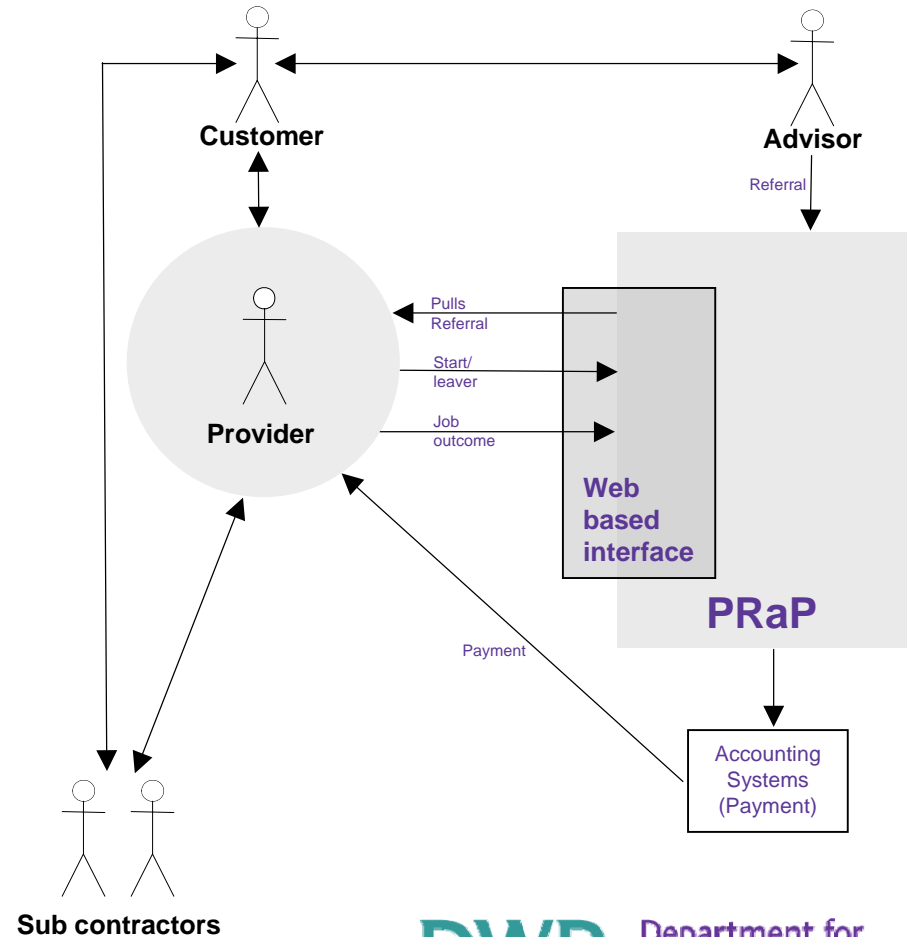 Customer
Advisor
Referral
Pulls
Referral
Start/
leaver
Provider
Job
outcome
Web
based
interface
PRaP
Payment
Accounting
Systems
(Payment)
Sub contractors
DWP
Department for